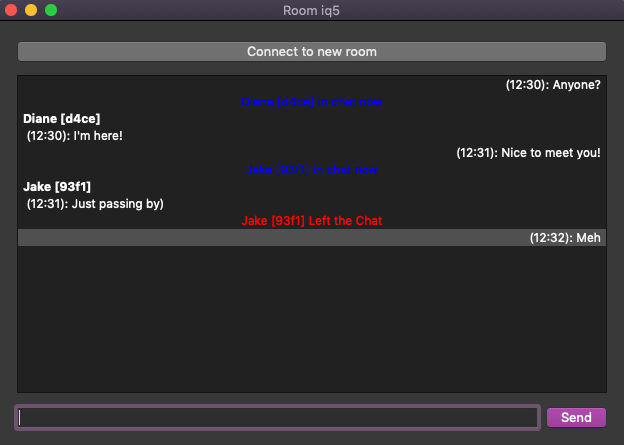 Room iq5
Connect to new room
(12:30): Anyone?
Diane [d4ce] in chat now
Diane [d4ce]
(12:30): I'm here!
(12:31): Nice to meet you!
Jake [93f1] in chat now
Jake [93f1]
(12:31): Just passing by)
Jake [93f1] Left the Chat
(12:32): Meh
Send